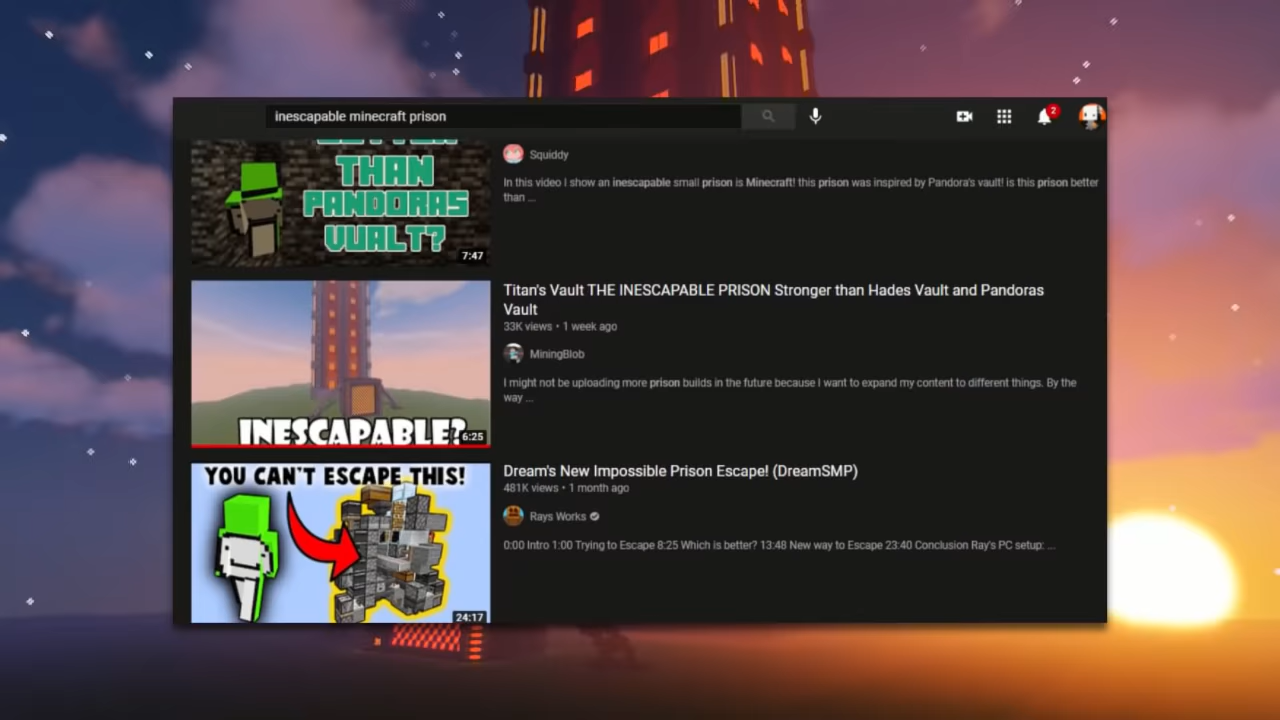 inescapable minecraft prison
2
THAN
PANDORAS
VUALT?
7:47
Squiddy
In this video I show an inescapable small prison is Minecraft! this prison was inspired by Pandora's vault! is this prison better
than ...
INESCAPABLE?
6:25
Titan's Vault THE INESCAPABLE PRISON Stronger than Hades Vault and Pandoras
Vault
33K views • 1 week ago
MiningBlob
I might not be uploading more prison builds in the future because I want to expand my content to different things. By the
way ...
YOU CAN'T ESCAPE THIS!
24:17
Dream's New Impossible Prison Escape! (DreamSMP)
481K views • 1 month ago
Rays Works
0:00 Intro 1:00 Trying to Escape 8:25 Which is better? 13:48 New way to Escape 23:40 Conclusion Ray's PC setup: ...